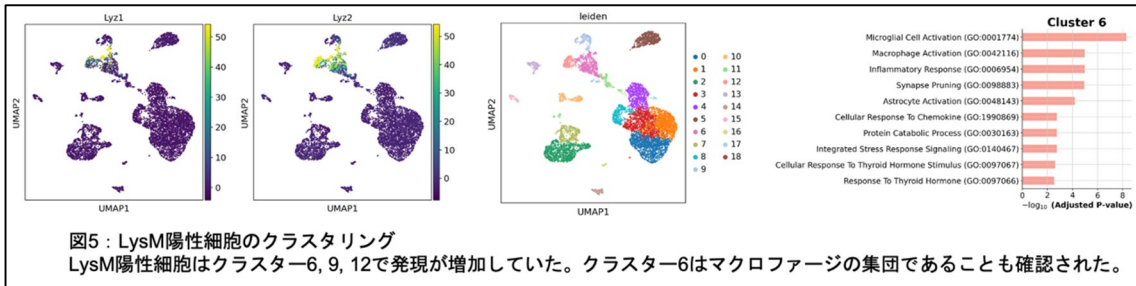 Lyz1
50
40
30
20
10
0
UMAP2
UMAP1
Lyz2
50
40
30
20
10
0
UMAP2
UMAP1
leiden
0
1
2
3
4
5
6
7
8
9
10
11
12
13
14
15
16
17
18
UMAP2
UMAP1
Cluster 6
Microglial Cell Activation (GO:0001774)
Macrophage Activation (GO:0042116)
Inflammatory Response (GO:0006954)
Synapse Pruning (GO:0098883)
Astrocyte Activation (GO:0048143)
Cellular Response To Chemokine (GO:1990869)
Protein Catabolic Process (GO:0030163)
Integrated Stress Response Signaling (GO:0140467)
Cellular Response To Thyroid Hormone Stimulus (GO:0097067)
Response To Thyroid Hormone (GO:0097066)
0 2 4 6 8
−log₁₀ (Adjusted P-value)
図5：LysM陽性細胞のクラスタリング
LysM陽性細胞はクラスター6, 9, 12で発現が増加していた。クラスター6はマクロファージの集団であることも確認された。